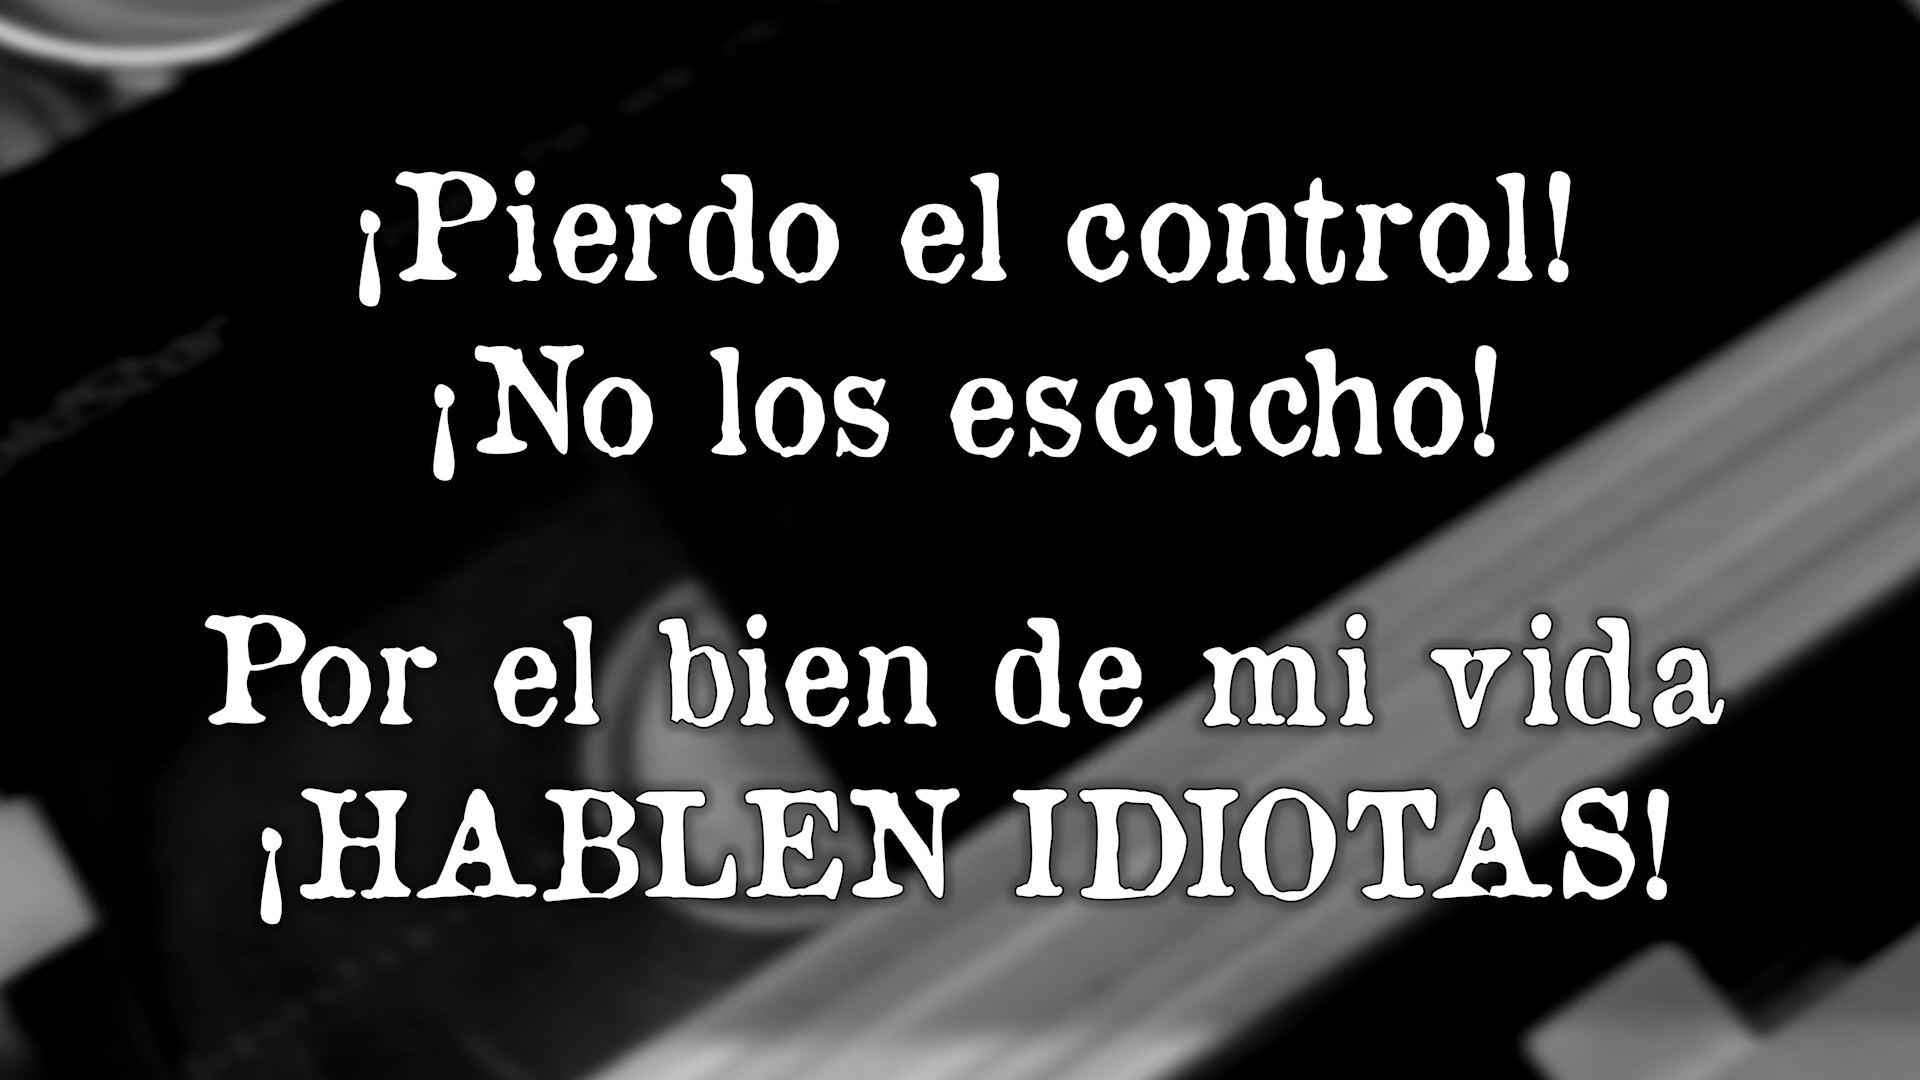 ¡Pierdo el control!
¡No los escucho!
Por el bien de mi vida
¡HABLEN IDIOTAS!